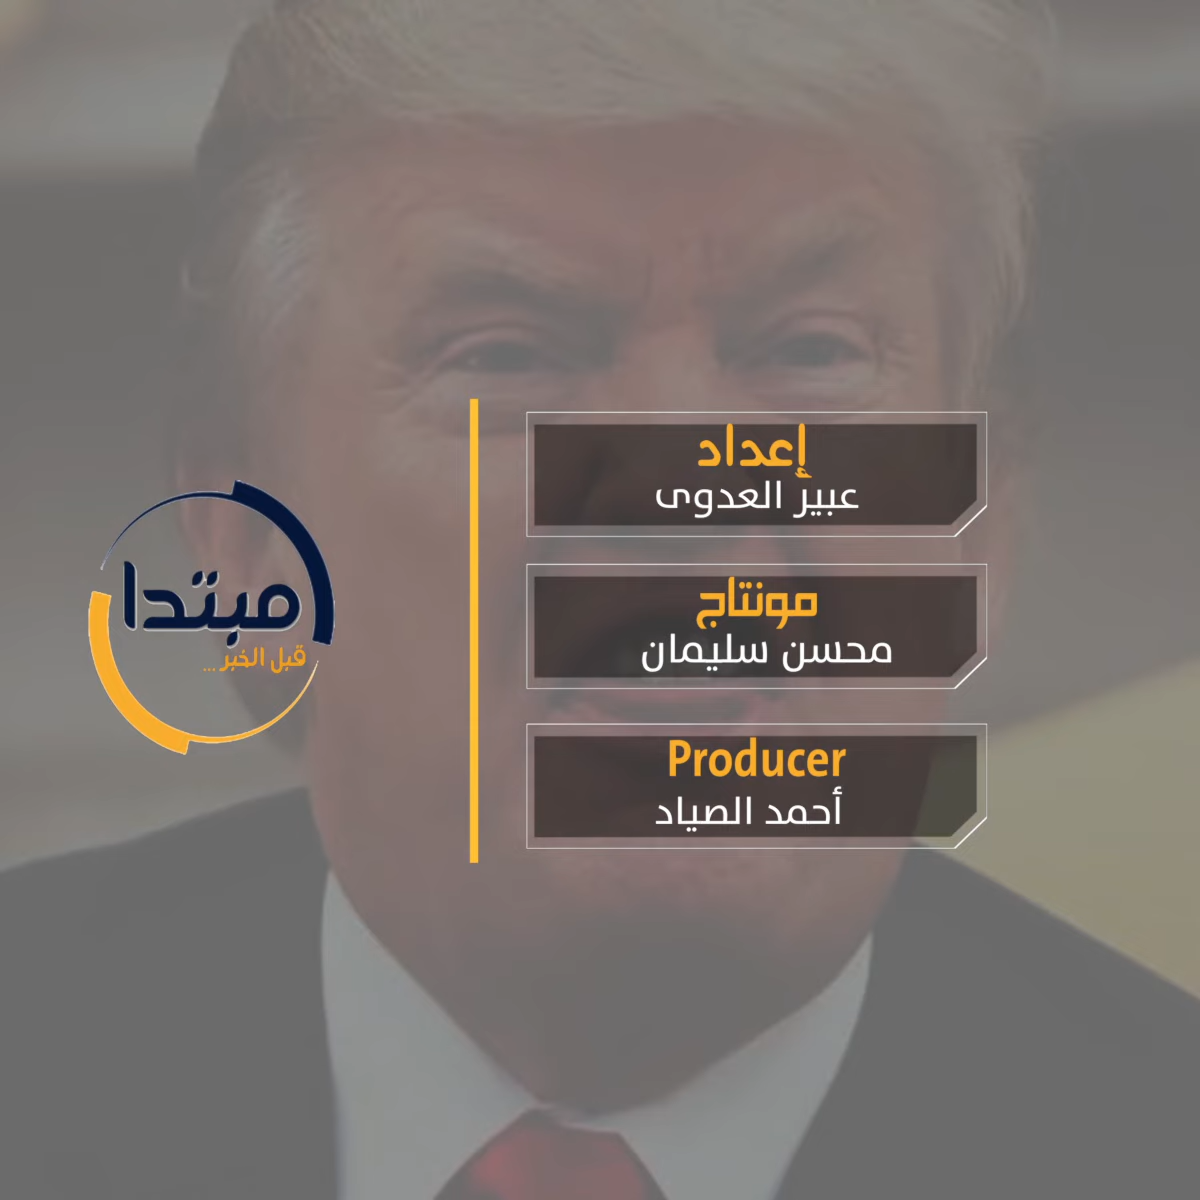 مبتدا
قبل الخبر...
إعداد
عبير العدوى
مونتاج
محسن سليمان
Producer
أحمد الصياد